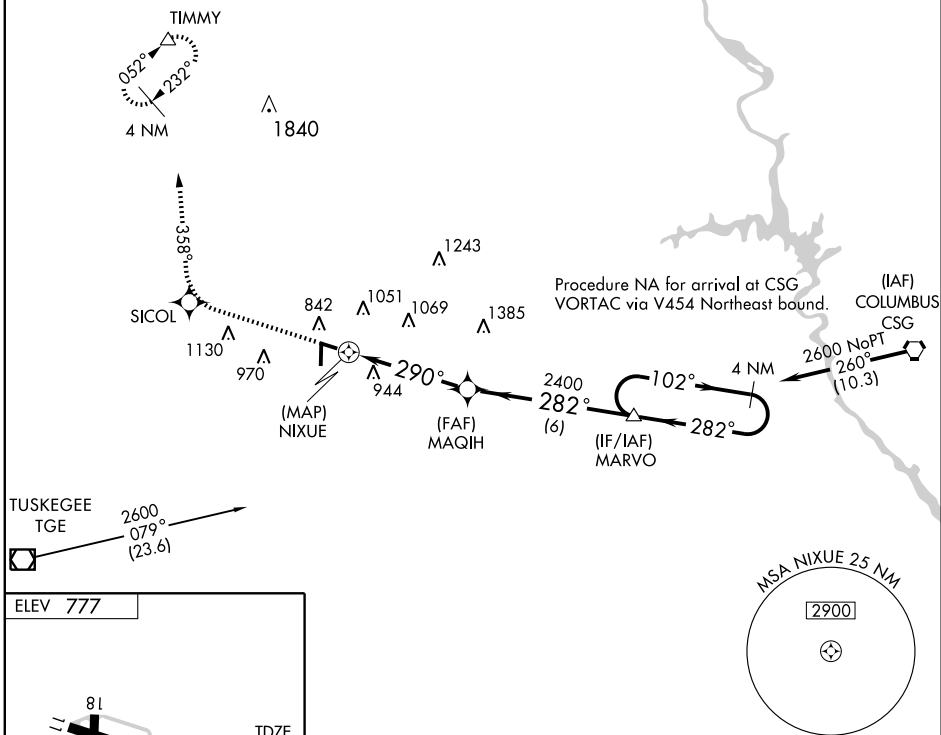 TIMMY
052°
232°
4 NM
1840
358°
SICOL
1130
970
842
1051
1069
1243
1385
944
290°
(MAP)
NIXUE
(FAF)
MAQIH
2400
282°
(6)
(IF/IAF)
MARVO
102°
282°
4 NM
Procedure NA for arrival at CSG
VORTAC via V454 Northeast bound.
(IAF)
COLUMBUS
CSG
2600 NoPT
260°
(10.3)
TUSKEGEE
TGE
2600
079°
(23.6)
MSA NIXUE 25 NM
2900
ELEV 777
18
11
TDZE